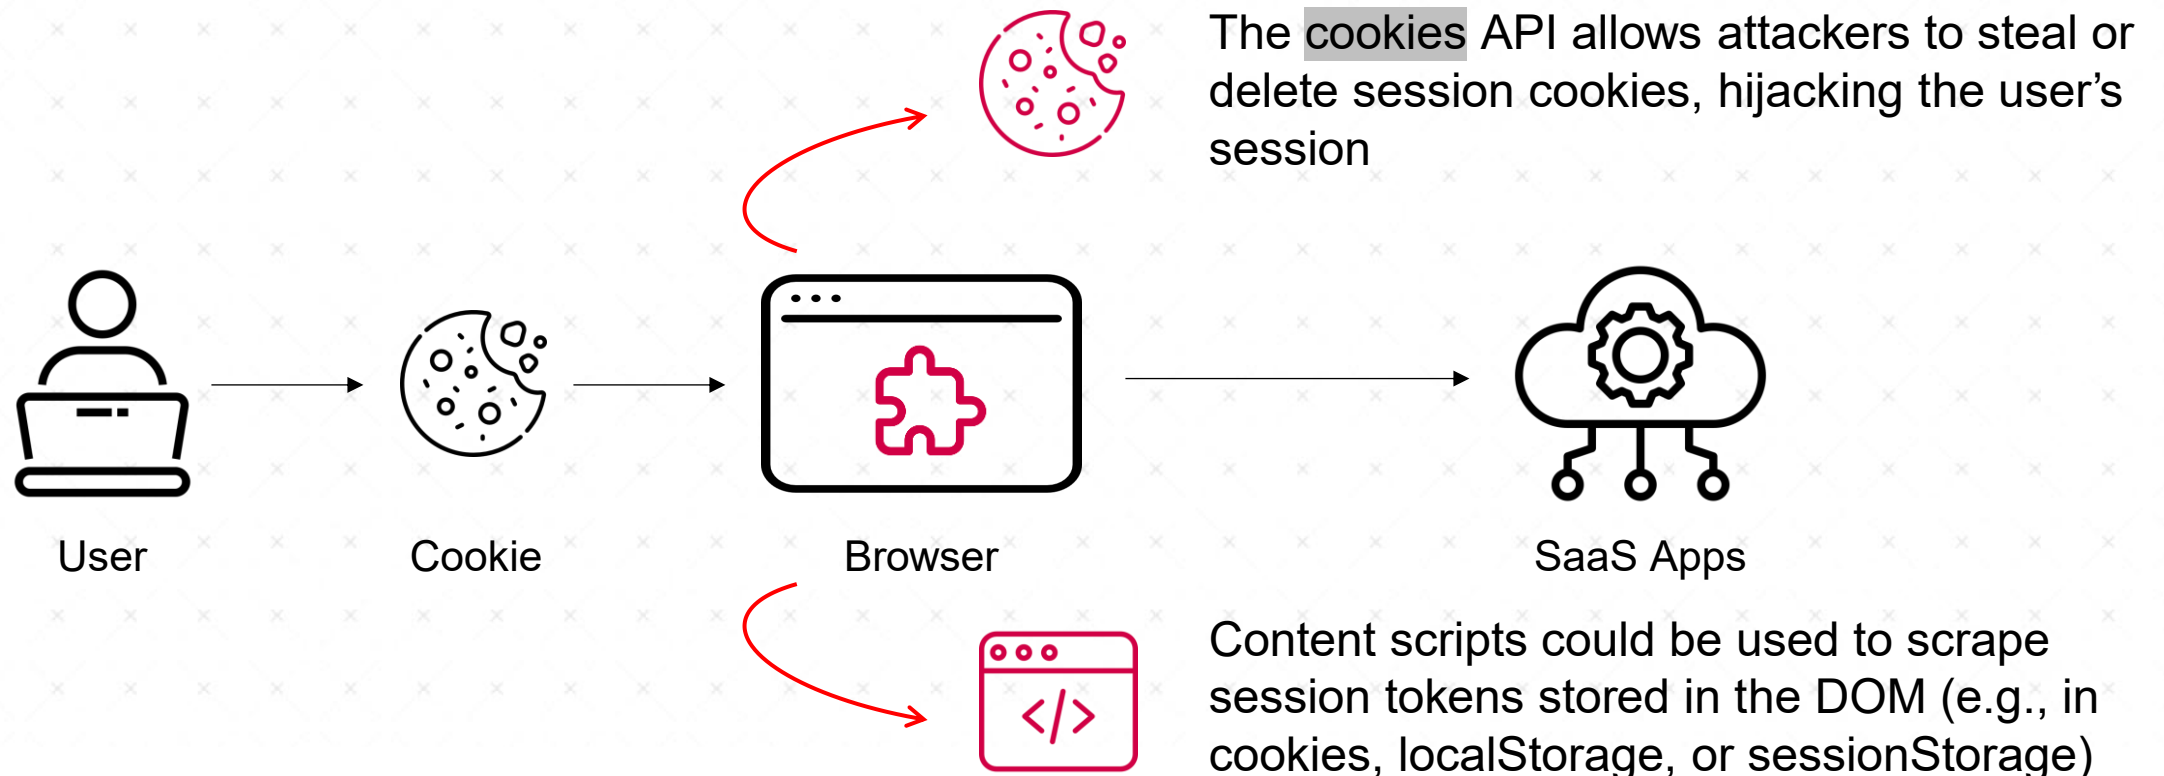 The cookies API allows attackers to steal or
delete session cookies, hijacking the user’s
session
User
Cookie
Browser
SaaS Apps
</>
Content scripts could be used to scrape
session tokens stored in the DOM (e.g., in
cookies, localStorage, or sessionStorage)